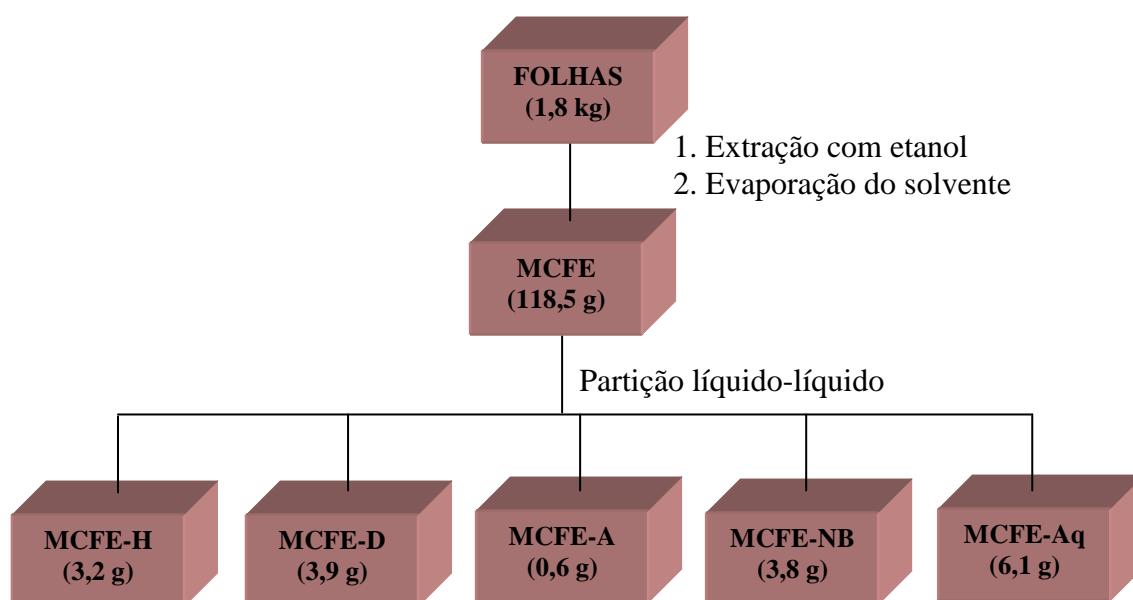 FOLHAS
(1,8 kg)
1. Extração com etanol
2. Evaporação do solvente
MCFE
(118,5 g)
Partição líquido-líquido
MCFE-H
(3,2 g)
MCFE-D
(3,9 g)
MCFE-A
(0,6 g)
MCFE-NB
(3,8 g)
MCFE-Aq
(6,1 g)